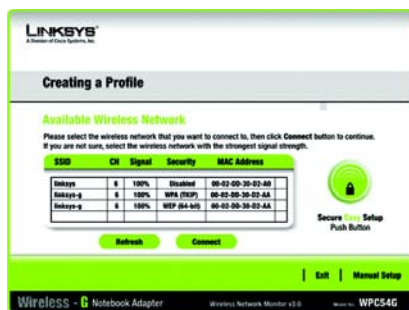 LINKSYS®
A Division of Cisco Systems, Inc.
Creating a Profile
Available Wireless Network
Please select the wireless network that you want to connect to, then click Connect button to continue.
If you are not sure, select the wireless network with the strongest signal strength.
SSID CH Signal Security MAC Address
linksys 6 100% Disabled 00-02-DD-30-D2-A0
linksys-g 6 100% WPA (TKIP) 00-02-DD-30-D2-AA
linksys-g 6 100% WEP (64-bit) 00-02-DD-30-D2-AA
Secure Easy Setup
Push Button
Refresh Connect
Exit Manual Setup
Wireless - G Notebook Adapter Wireless Network Monitor v3.0 Model No. WPC54G